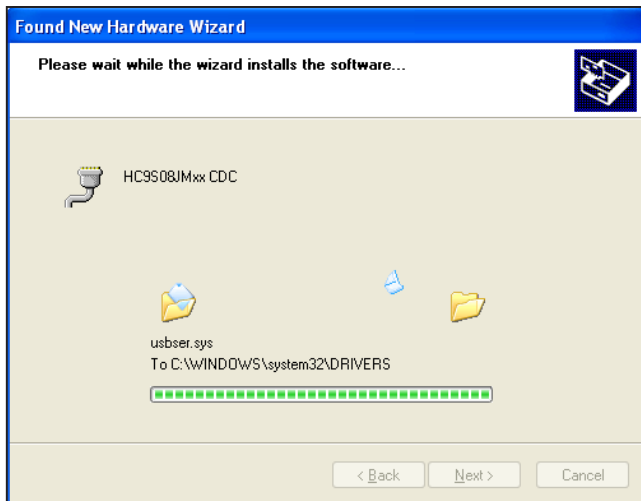 Found New Hardware Wizard
Please wait while the wizard installs the software...
HC9S08JMxx CDC
usbser.sys
To C:\WINDOWS\system32\DRIVERS
< Back
Next >
Cancel